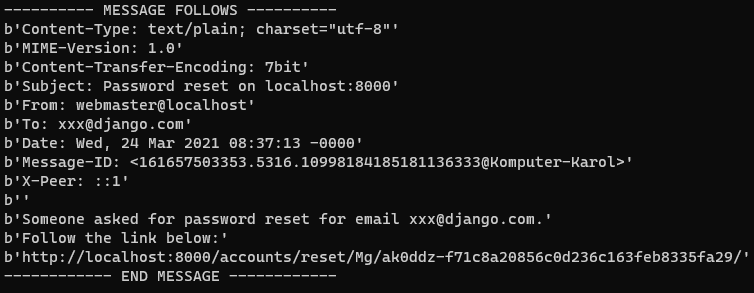 ---------- MESSAGE FOLLOWS ----------
b'Content-Type: text/plain; charset="utf-8"'
b'MIME-Version: 1.0'
b'Content-Transfer-Encoding: 7bit'
b'Subject: Password reset on localhost:8000'
b'From: webmaster@localhost'
b'To: xxx@django.com'
b'Date: Wed, 24 Mar 2021 08:37:13 -0000'
b'Message-ID: <161657503353.5316.10998184185181136333@Komputer-Karol>'
b'X-Peer: ::1'
b''
b'Someone asked for password reset for email xxx@django.com.'
b'Follow the link below:'
b'http://localhost:8000/accounts/reset/Mg/ak0ddz-f71c8a20856c0d236c163feb8335fa29/'
------------ END MESSAGE ------------